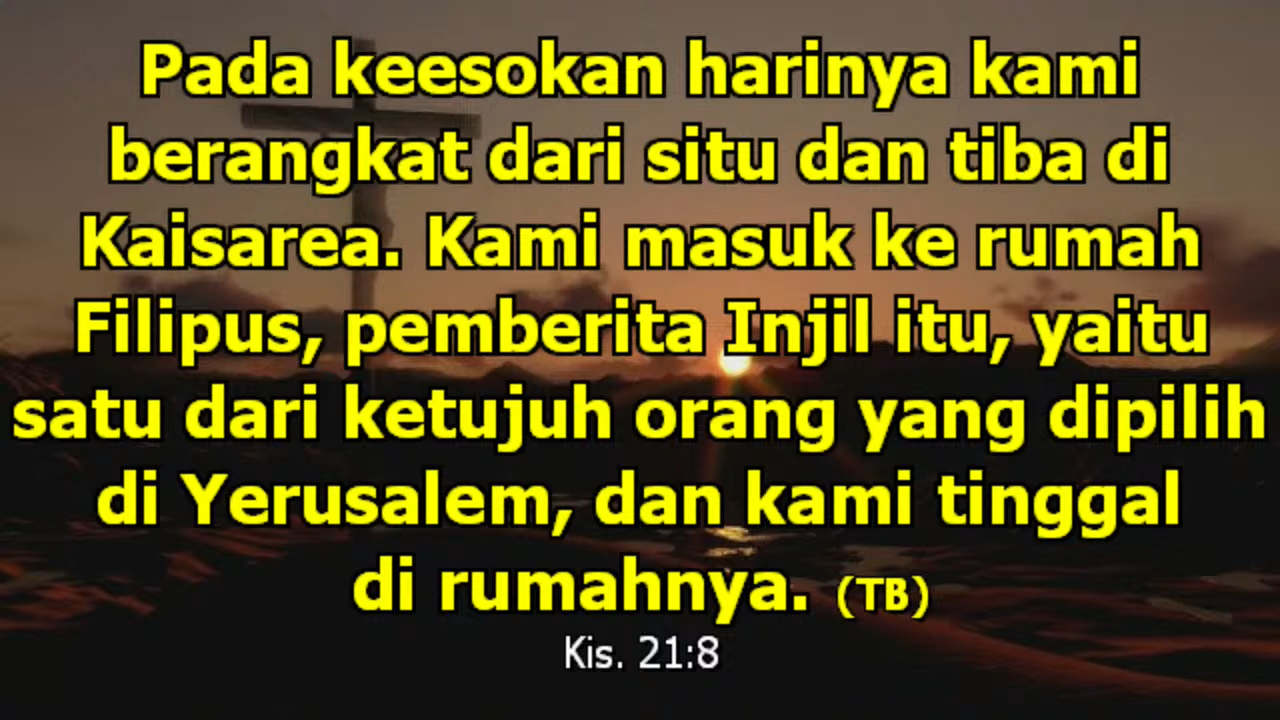 Pada keesokan harinya kami
berangkat dari situ dan tiba di
Kaisarea. Kami masuk ke rumah
Filipus, pemberita Injil itu, yaitu
satu dari ketujuh orang yang dipilih
di Yerusalem, dan kami tinggal
di rumahnya. (TB)
Kis. 21:8